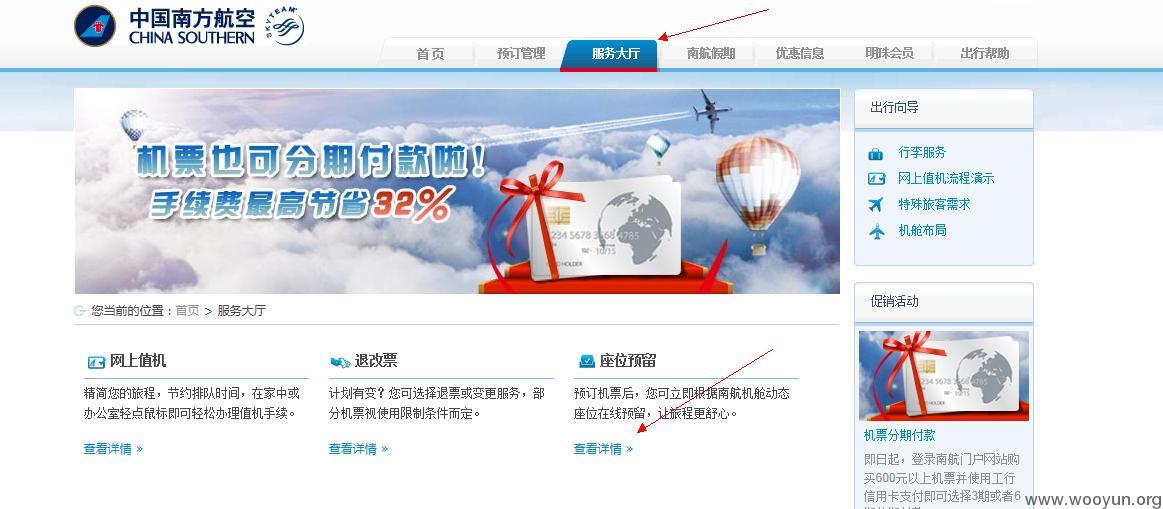 中国南方航空
CHINA SOUTHERN
SKYTEAM
首页
预订管理
服务大厅
南航假期
优惠信息
明珠会员
出行帮助
机票也可分期付款啦!
手续费最高节省32%
您当前的位置：首页 > 服务大厅
网上值机
精简您的旅程，节约排队时间，在家中或
办公室轻点鼠标即可轻松办理值机手续。
查看详情 »
退改票
计划有变？您可选择退票或变更服务，部
分机票视使用限制条件而定。
查看详情 »
座位预留
预订机票后，您可立即根据南航机舱动态
座位在线预留，让旅程更舒心。
查看详情 »
出行向导
行李服务
网上值机流程演示
特殊旅客需求
机舱布局
促销活动
机票分期付款
即日起，登录南航门户网站购
买600元以上机票并使用工行
信用卡支付即可选择3期或者6
www.wooyun.org